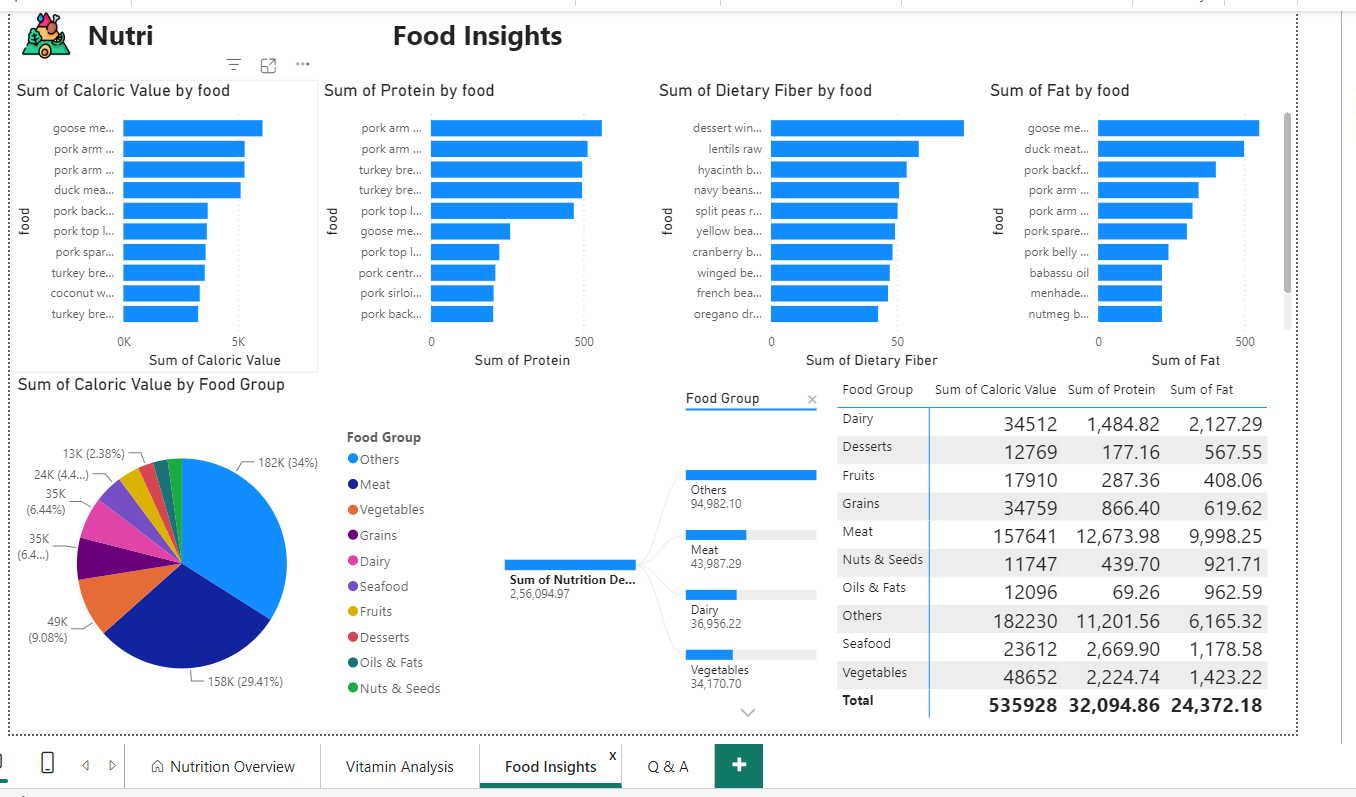 Nutri
Food Insights
Sum of Caloric Value by food
food
goose me...
pork arm ...
pork arm ...
duck mea...
pork back...
pork top l...
pork spar...
turkey bre...
coconut w...
turkey bre...
0K 5K
Sum of Caloric Value
Sum of Protein by food
food
pork arm ...
pork arm ...
turkey bre...
turkey bre...
pork top l...
goose me...
pork top l...
pork centr...
pork sirloi...
pork back...
0 500
Sum of Protein
Sum of Dietary Fiber by food
food
dessert win...
lentils raw
hyacinth b...
navy beans...
split peas r...
yellow bea...
cranberry b...
winged be...
french bea...
oregano dr...
0 50
Sum of Dietary Fiber
Sum of Fat by food
food
goose me...
duck meat...
pork backf...
pork arm ...
pork arm ...
pork spare...
pork belly ...
babassu oil
menhade...
nutmeg b...
0 500
Sum of Fat
Sum of Caloric Value by Food Group
182K (34%)
158K (29.41%)
49K
(9.08%)
35K
(6.4...)
35K
(6.44%)
24K (4.4...)
13K (2.38%)
Food Group
Others
Meat
Vegetables
Grains
Dairy
Seafood
Fruits
Desserts
Oils & Fats
Nuts & Seeds
Sum of Nutrition De...
2,56,094.97
Food Group
Others
94,982.10
Meat
43,987.29
Dairy
36,956.22
Vegetables
34,170.70
Food Group Sum of Caloric Value Sum of Protein Sum of Fat
Dairy 34512 1,484.82 2,127.29
Desserts 12769 177.16 567.55
Fruits 17910 287.36 408.06
Grains 34759 866.40 619.62
Meat 157641 12,673.98 9,998.25
Nuts & Seeds 11747 439.70 921.71
Oils & Fats 12096 69.26 962.59
Others 182230 11,201.56 6,165.32
Seafood 23612 2,669.90 1,178.58
Vegetables 48652 2,224.74 1,423.22
Total 535928 32,094.86 24,372.18
Nutrition Overview
Vitamin Analysis
Food Insights
x
Q & A
+